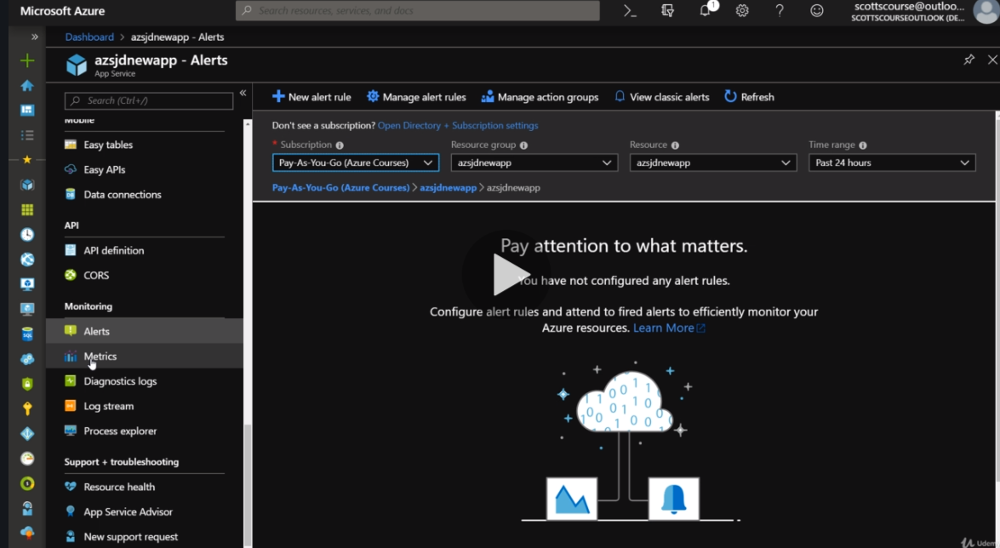 Microsoft Azure
Search resources, services, and docs
1
scottscourse@outloo...
SCOTTSCOURSEOUTLOOK (DE...
Dashboard > azsjdnewapp - Alerts
azsjdnewapp - Alerts
App Service
Search (Ctrl+/)
New alert rule
Manage alert rules
Manage action groups
View classic alerts
Refresh
Mobile
Easy tables
Easy APIs
Data connections
API
API definition
CORS
Monitoring
Alerts
Metrics
Diagnostics logs
Log stream
Process explorer
Support + troubleshooting
Resource health
App Service Advisor
New support request
Don't see a subscription? Open Directory + Subscription settings
* Subscription
Resource group
Resource
Time range
Pay-As-You-Go (Azure Courses)
azsjdnewapp
azsjdnewapp
Past 24 hours
Pay-As-You-Go (Azure Courses) > azsjdnewapp > azsjdnewapp
Pay attention to what matters.
You have not configured any alert rules.
Configure alert rules and attend to fired alerts to efficiently monitor your
Azure resources. Learn More